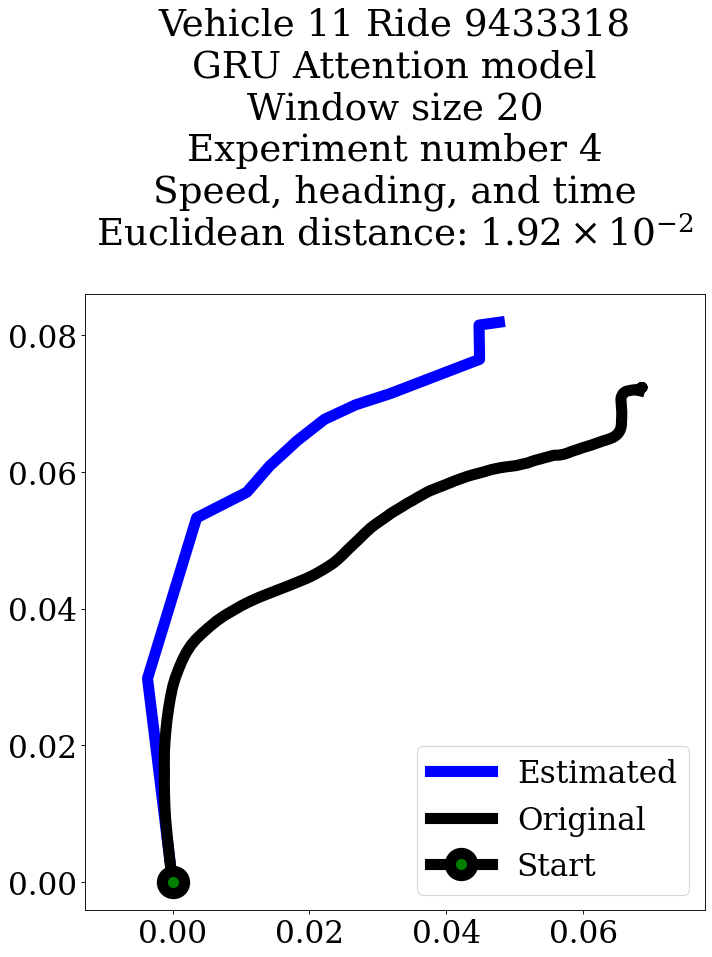 Vehicle 11 Ride 9433318
GRU Attention model
Window size 20
Experiment number 4
Speed, heading, and time
Euclidean distance: 1.92 × 10⁻²
0.08
0.06
0.04
0.02
0.00
Estimated
Original
Start
0.00 0.02 0.04 0.06